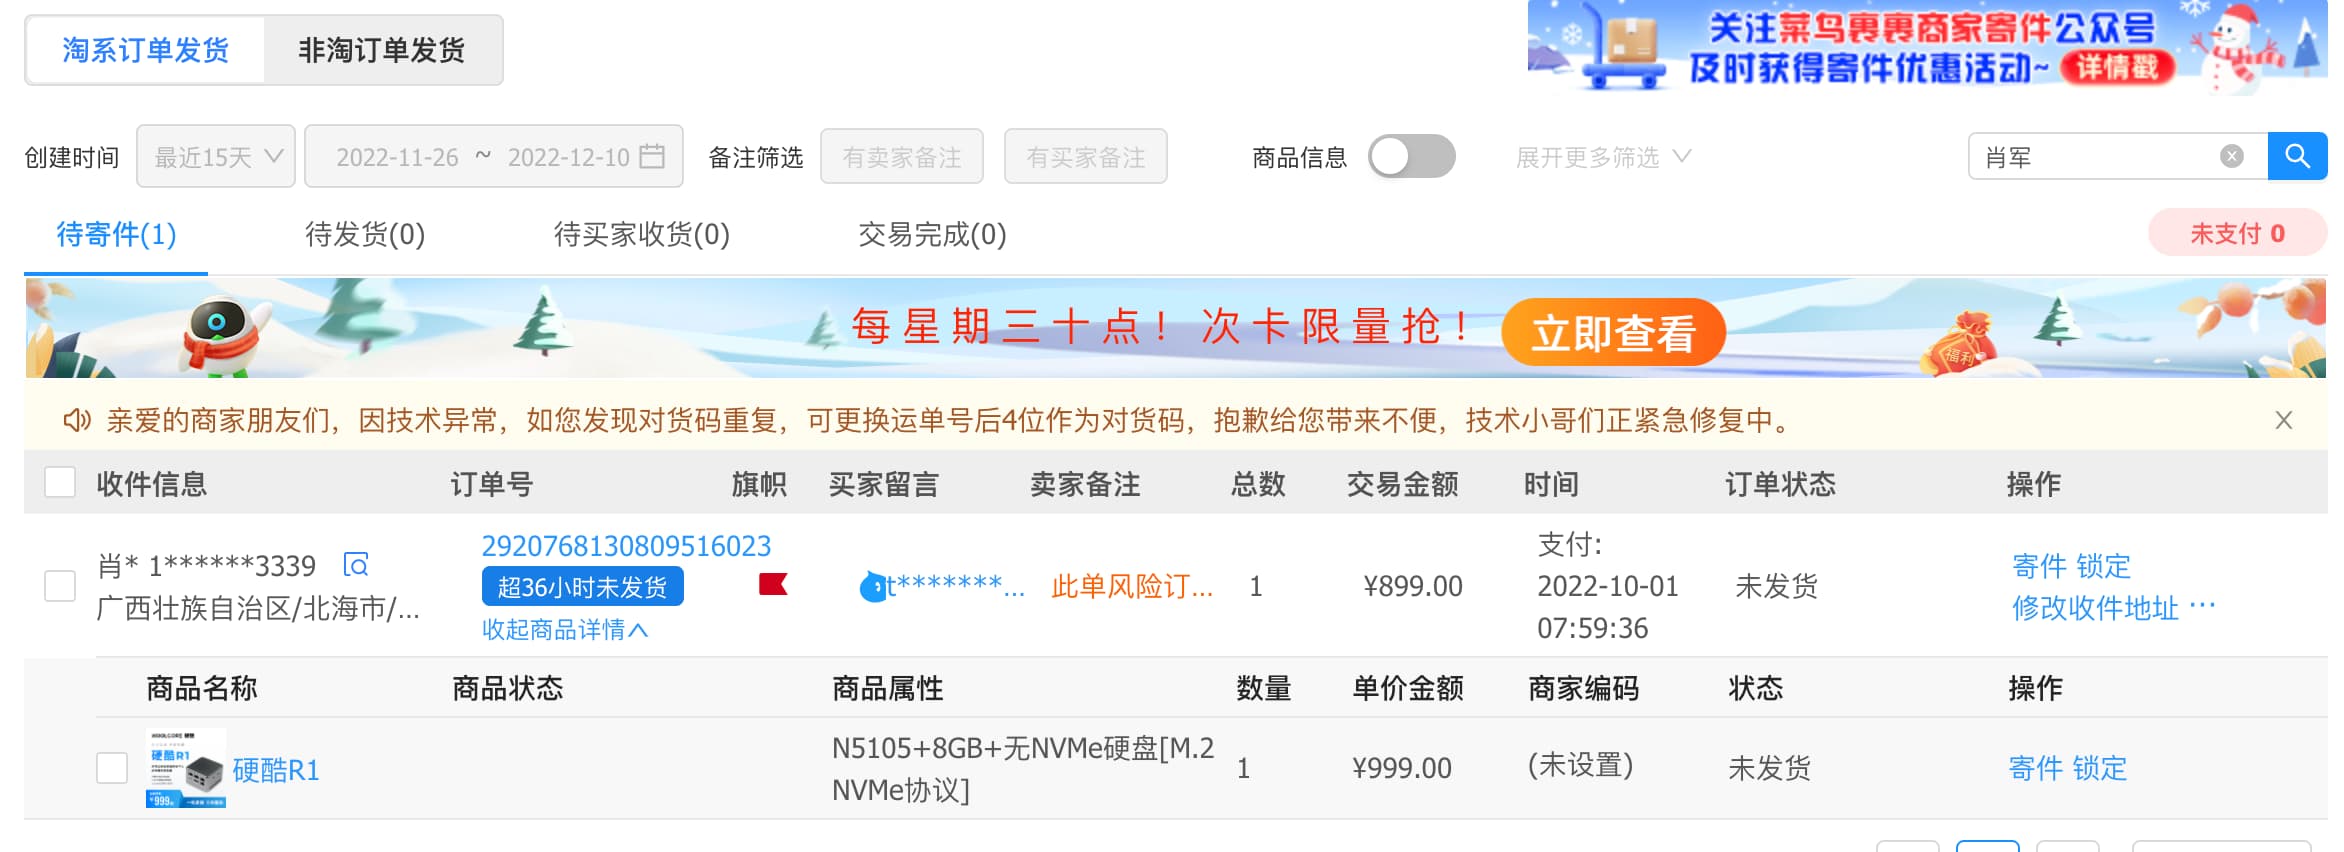 淘系订单发货 非淘订单发货
关注菜鸟裹裹商家寄件公众号
及时获得寄件优惠活动~ 详情戳
创建时间 最近15天 2022-11-26 ~ 2022-12-10 备注筛选 有卖家备注 有买家备注 商品信息 展开更多筛选 肖军
待寄件(1) 待发货(0) 待买家收货(0) 交易完成(0) 未支付 0
每星期三十点！次卡限量抢！ 立即查看
福利
亲爱的商家朋友们，因技术异常，如您发现对货码重复，可更换运单号后4位作为对货码，抱歉给您带来不便，技术小哥们正紧急修复中。
收件信息 订单号 旗帜 买家留言 卖家备注 总数 交易金额 时间 订单状态 操作
肖* 1******3339
广西壮族自治区/北海市/...
2920768130809516023
超36小时未发货
收起商品详情
t*******... 此单风险订... 1 ¥899.00
支付:
2022-10-01
07:59:36
未发货
寄件 锁定
修改收件地址 ···
商品名称 商品状态 商品属性 数量 单价金额 商家编码 状态 操作
硬酷R1
¥999
硬酷R1
N5105+8GB+无NVMe硬盘[M.2
NVMe协议]
1 ¥999.00 (未设置) 未发货 寄件 锁定